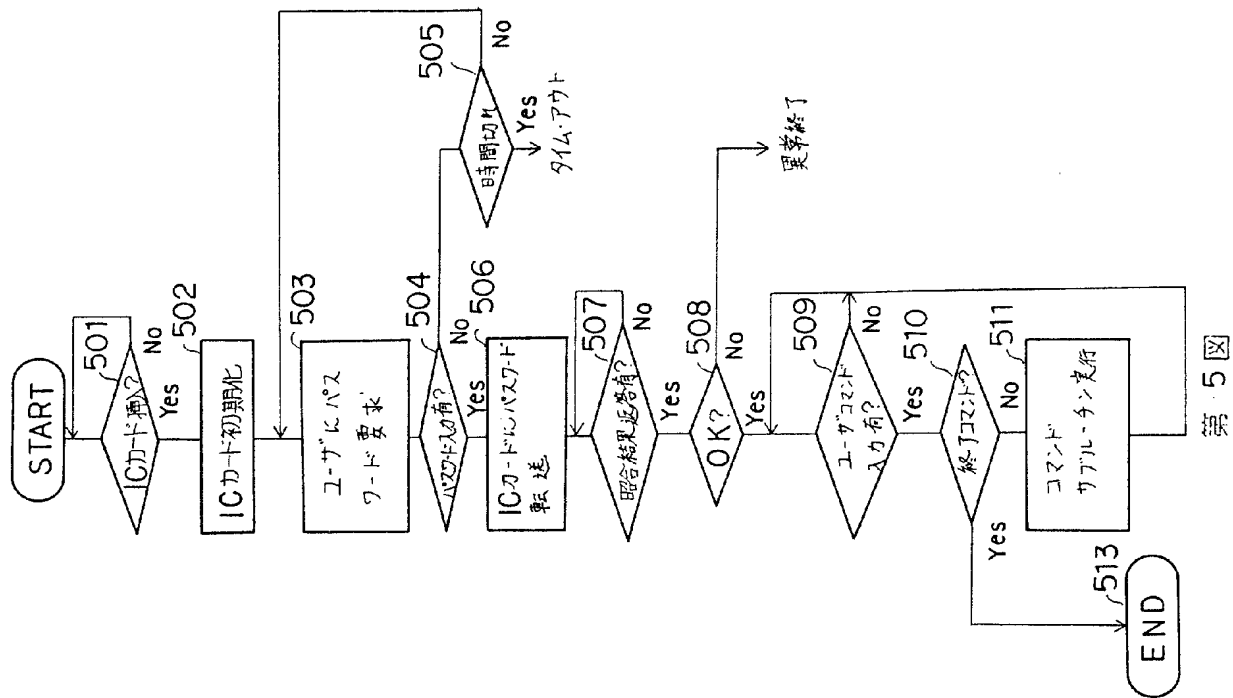 START
501
ICカード挿入?
No
Yes
502
ICカード初期化
503
ユーザにパス
ワード要求
504
パスワード入力有?
No
Yes
505
時間切れ
No
Yes
タイム・アウト
506
ICカードにパスワード
転送
507
照合結果返答有?
No
Yes
508
OK?
No
異常終了
Yes
509
ユーザコマンド
入力有?
No
Yes
510
終了コマンド?
No
Yes
511
コマンド
サブルーチン実行
513
END
第5図